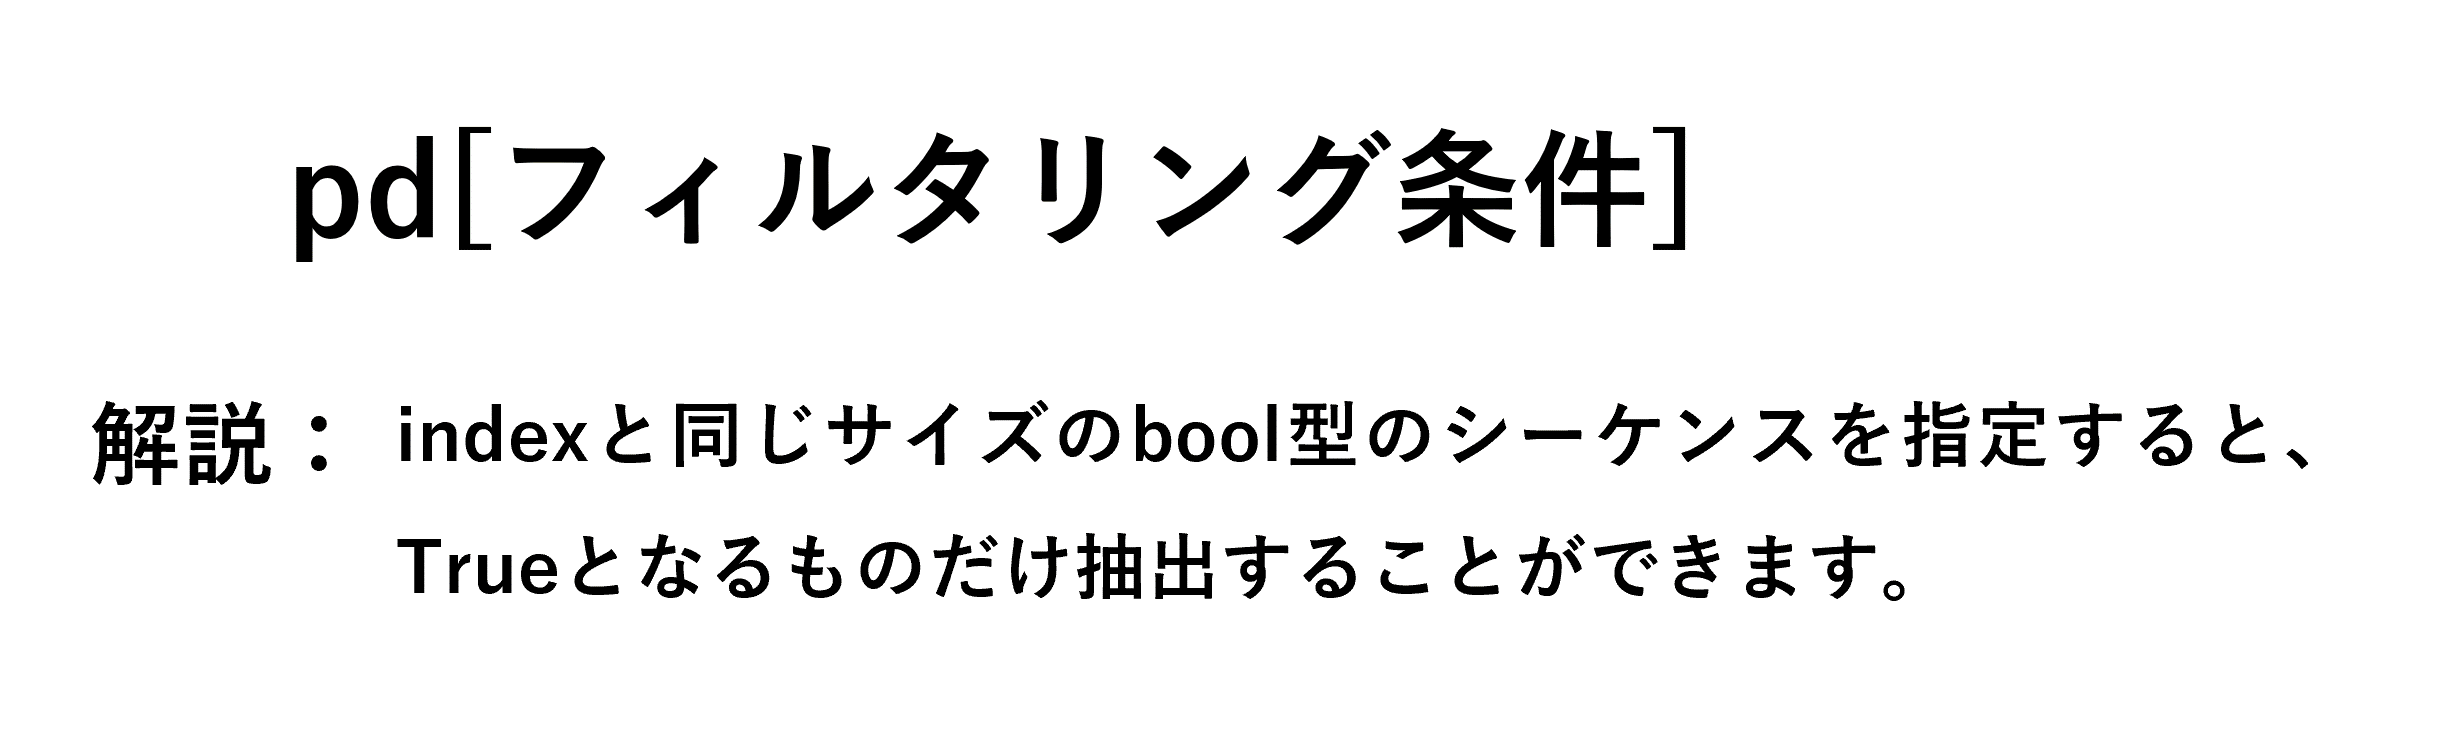 pd[フィルタリング条件]
解説： indexと同じサイズのbool型のシーケンスを指定すると、
Trueとなるものだけ抽出することができます。